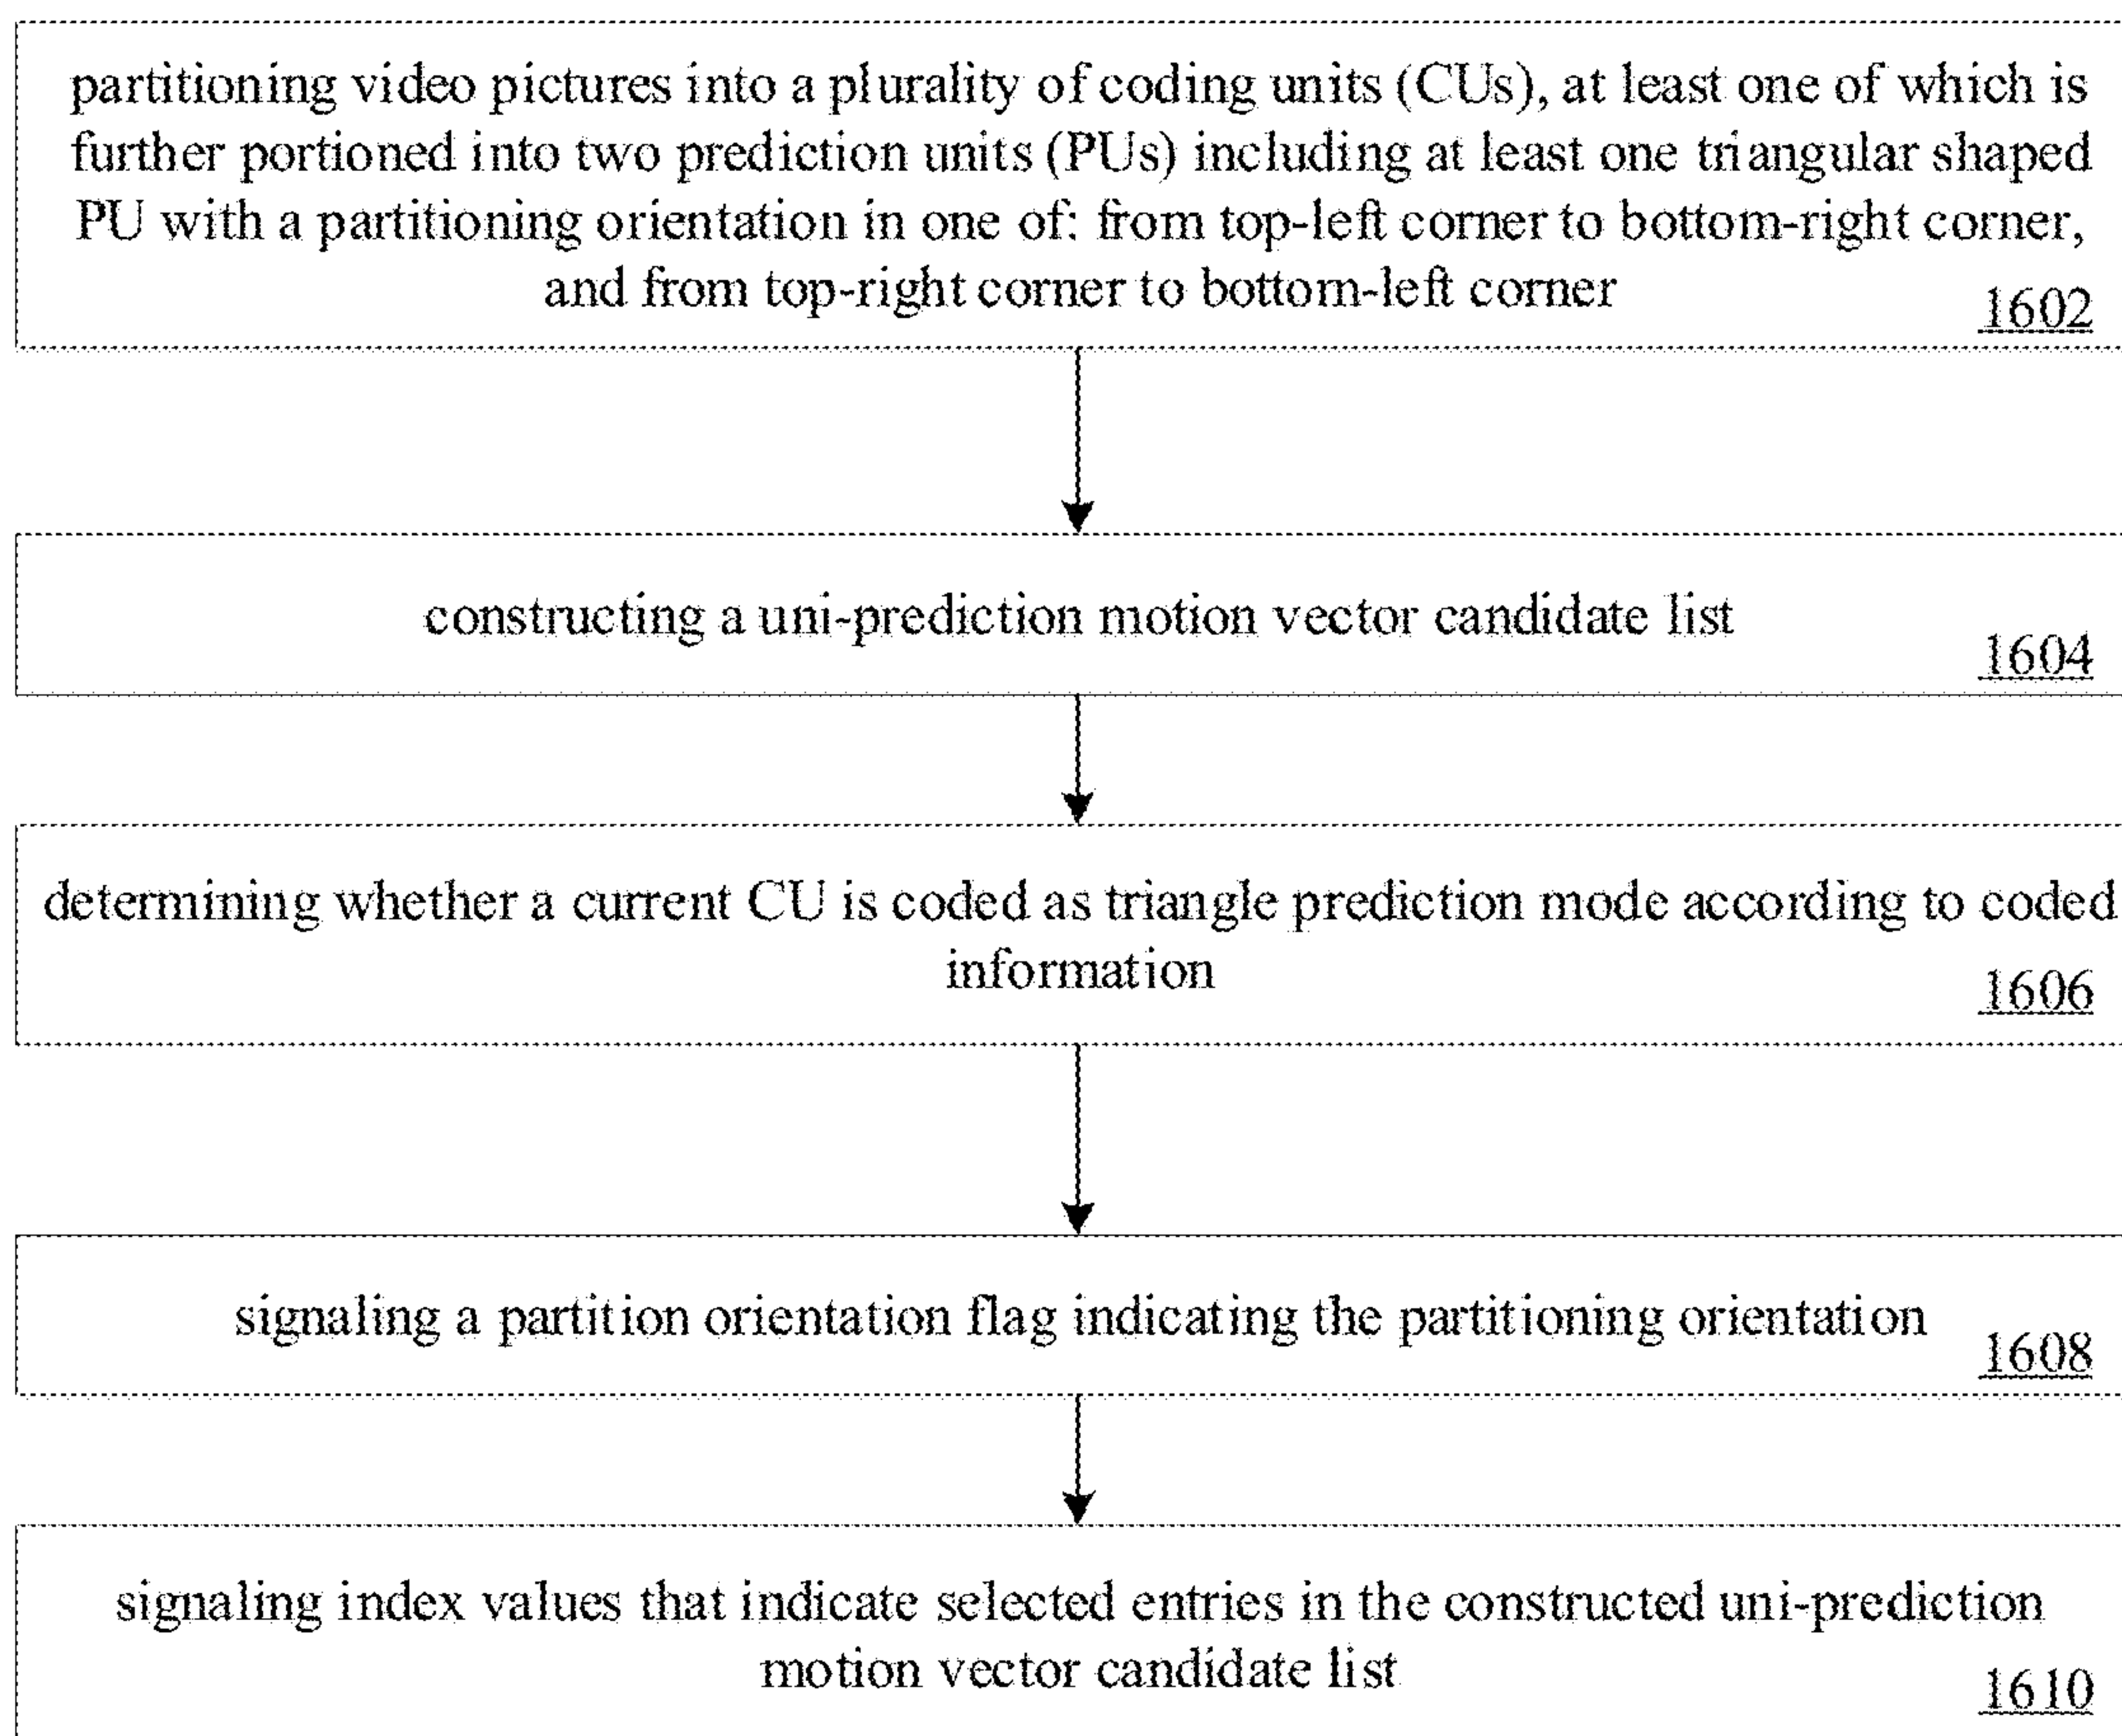 partitioning video pictures into a plurality of coding units (CUs), at least one of which is
further portioned into two prediction units (PUs) including at least one triangular shaped
PU with a partitioning orientation in one of: from top-left corner to bottom-right corner,
and from top-right corner to bottom-left corner
1602
constructing a uni-prediction motion vector candidate list
1604
determining whether a current CU is coded as triangle prediction mode according to coded
information
1606
signaling a partition orientation flag indicating the partitioning orientation
1608
signaling index values that indicate selected entries in the constructed uni-prediction
motion vector candidate list
1610